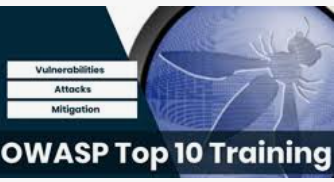 Vulnerabilities
Attacks
Mitigation
OWASP Top 10 Training